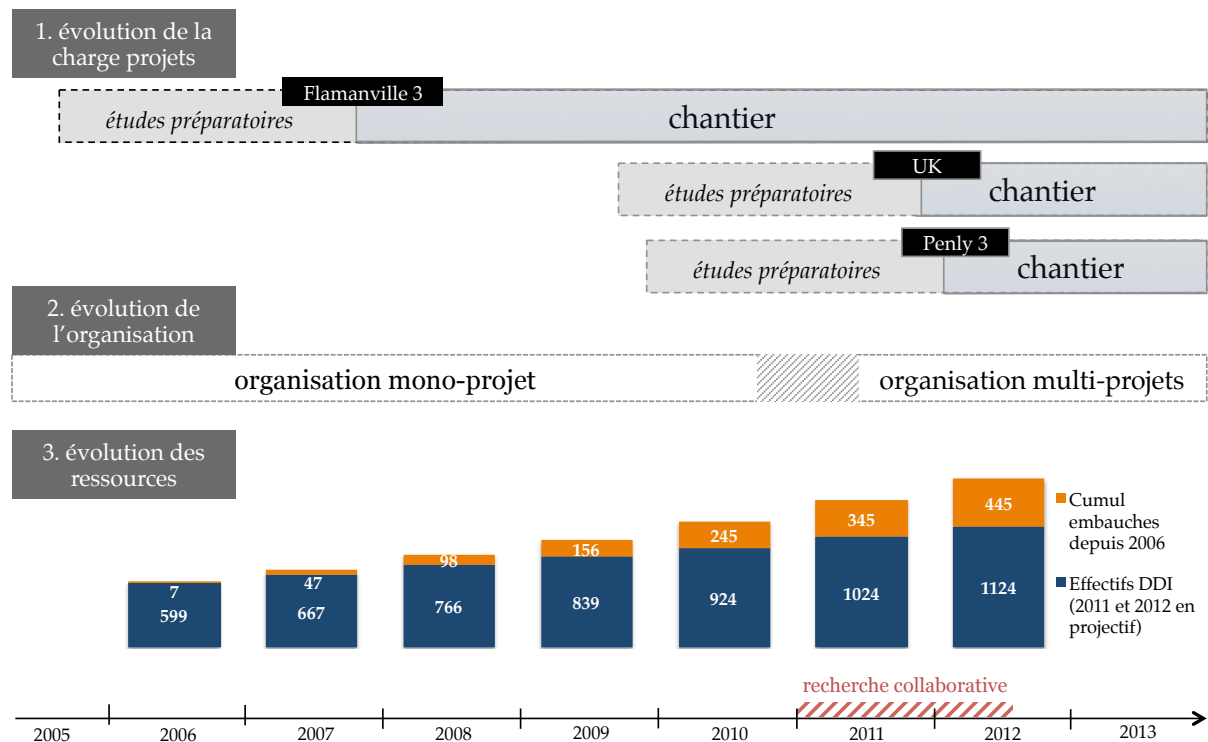 1. évolution de la
charge projets
Flamanville 3
études préparatoires
chantier
UK
études préparatoires
chantier
Penly 3
études préparatoires
chantier
2. évolution de
l’organisation
organisation mono-projet
organisation multi-projets
3. évolution des
ressources
7
47
98
156
245
345
445
599
667
766
839
924
1024
1124
Cumul
embauches
depuis 2006
Effectifs DDI
(2011 et 2012 en
projectif)
recherche collaborative
2005
2006
2007
2008
2009
2010
2011
2012
2013